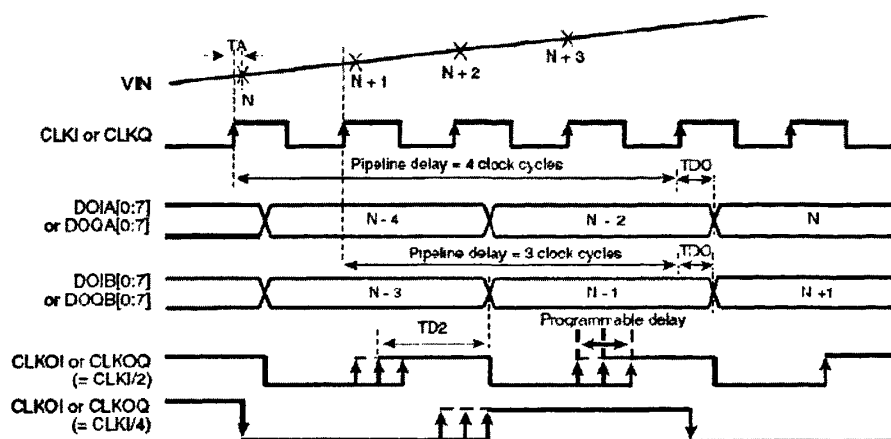 TA
VIN
N
N + 1
N + 2
N + 3
CLKI or CLKQ
Pipeline delay = 4 clock cycles
TDO
DOIA[0:7]
or DOQA[0:7]
N - 4
N - 2
N
Pipeline delay = 3 clock cycles
TDO
DOIB[0:7]
or DOQB[0:7]
N - 3
N - 1
N +1
TD2
Programmable delay
CLKOI or CLKOQ
(= CLKI/2)
CLKOI or CLKOQ
(= CLKI/4)